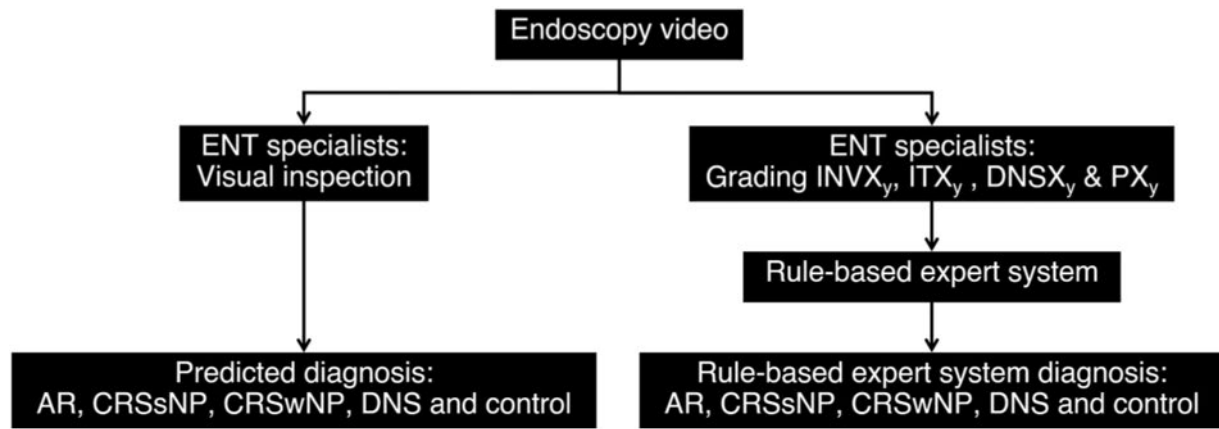 Endoscopy video
ENT specialists:
Visual inspection
ENT specialists:
Grading INVXy, ITXy , DNSXy & PXy
Rule-based expert system
Predicted diagnosis:
AR, CRSsNP, CRSwNP, DNS and control
Rule-based expert system diagnosis:
AR, CRSsNP, CRSwNP, DNS and control